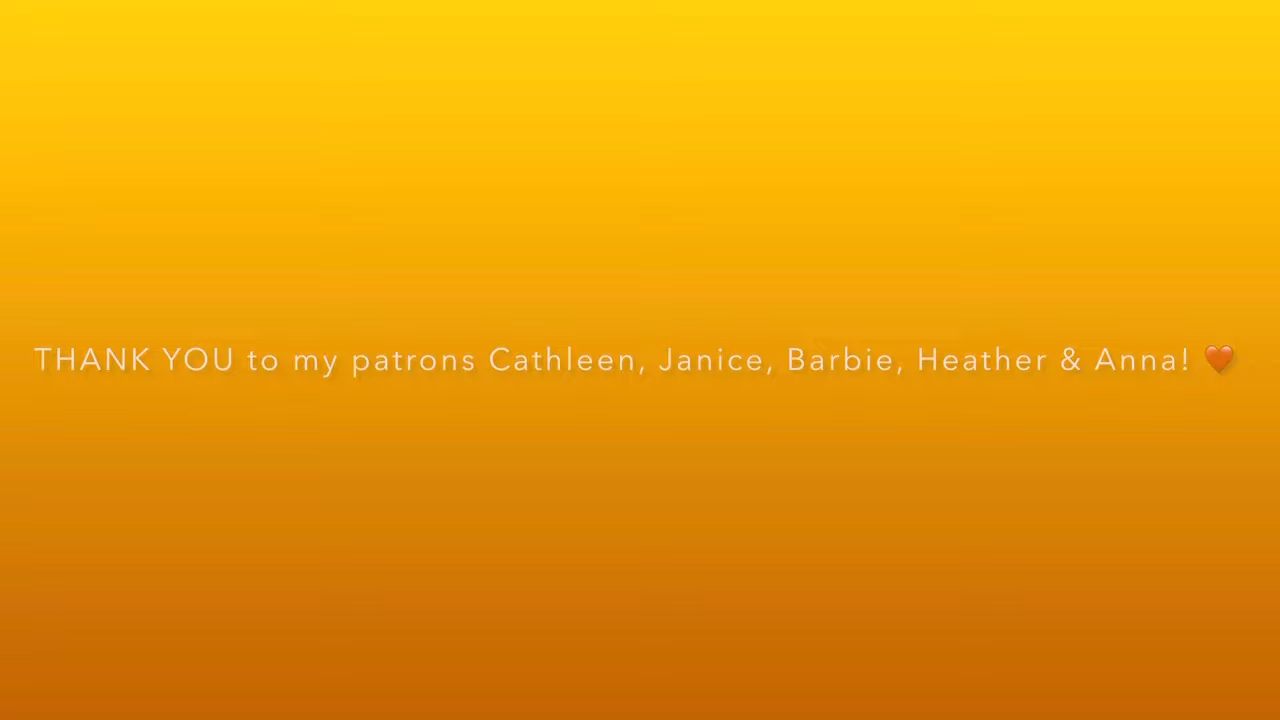 THANK YOU to my patrons Cathleen, Janice, Barbie, Heather & Anna! 🧡